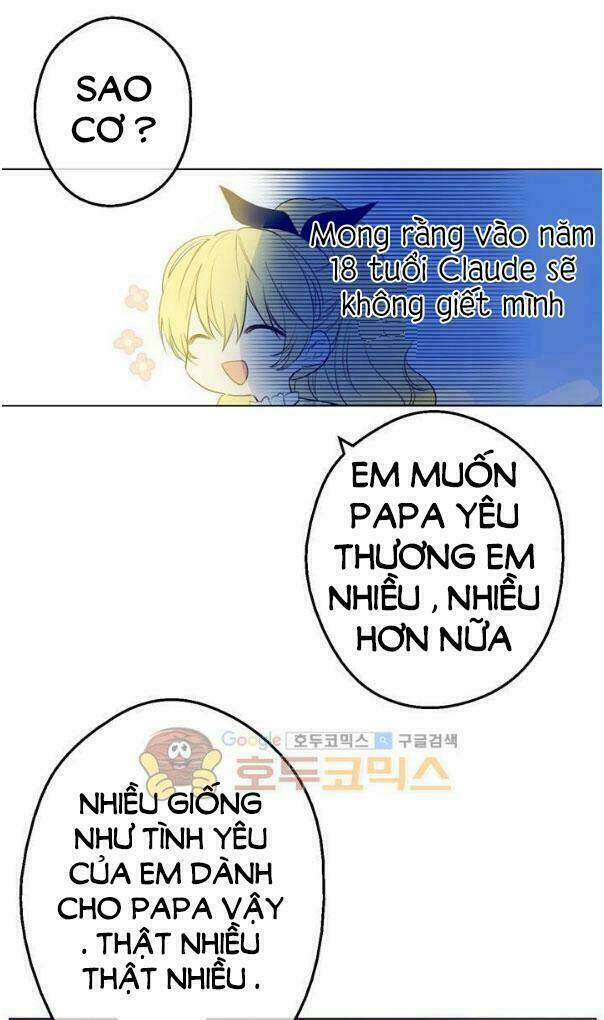 SAO
CƠ ?
Mong rằng vào năm
18 tuổi Claude sẽ
không giết mình
EM MUỐN
PAPA YÊU
THƯƠNG EM
NHIỀU , NHIỀU
HƠN NỮA
Google 호두코믹스 구글검색
호두코믹스
NHIỀU GIỐNG
NHƯ TÌNH YÊU
CỦA EM DÀNH
CHO PAPA VẬY
. THẬT NHIỀU
THẬT NHIỀU .